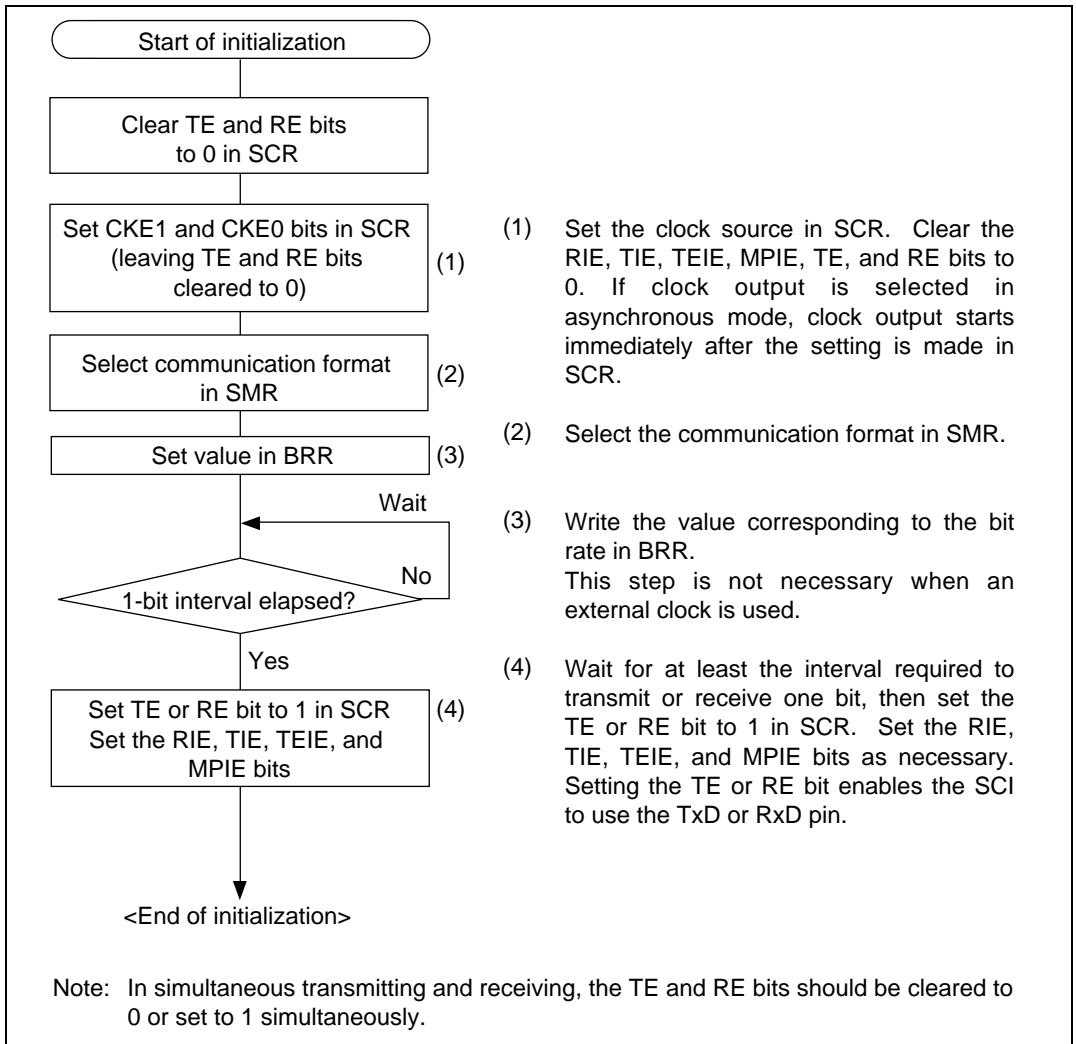 Start of initialization
Clear TE and RE bits
to 0 in SCR
Set CKE1 and CKE0 bits in SCR
(leaving TE and RE bits
cleared to 0)
(1)
Select communication format
in SMR
(2)
Set value in BRR
(3)
Wait
No
1-bit interval elapsed?
Yes
Set TE or RE bit to 1 in SCR
Set the RIE, TIE, TEIE, and
MPIE bits
(4)
<End of initialization>
(1) Set the clock source in SCR. Clear the
RIE, TIE, TEIE, MPIE, TE, and RE bits to
0. If clock output is selected in
asynchronous mode, clock output starts
immediately after the setting is made in
SCR.
(2) Select the communication format in SMR.
(3) Write the value corresponding to the bit
rate in BRR.
This step is not necessary when an
external clock is used.
(4) Wait for at least the interval required to
transmit or receive one bit, then set the
TE or RE bit to 1 in SCR. Set the RIE,
TIE, TEIE, and MPIE bits as necessary.
Setting the TE or RE bit enables the SCI
to use the TxD or RxD pin.
Note: In simultaneous transmitting and receiving, the TE and RE bits should be cleared to
0 or set to 1 simultaneously.